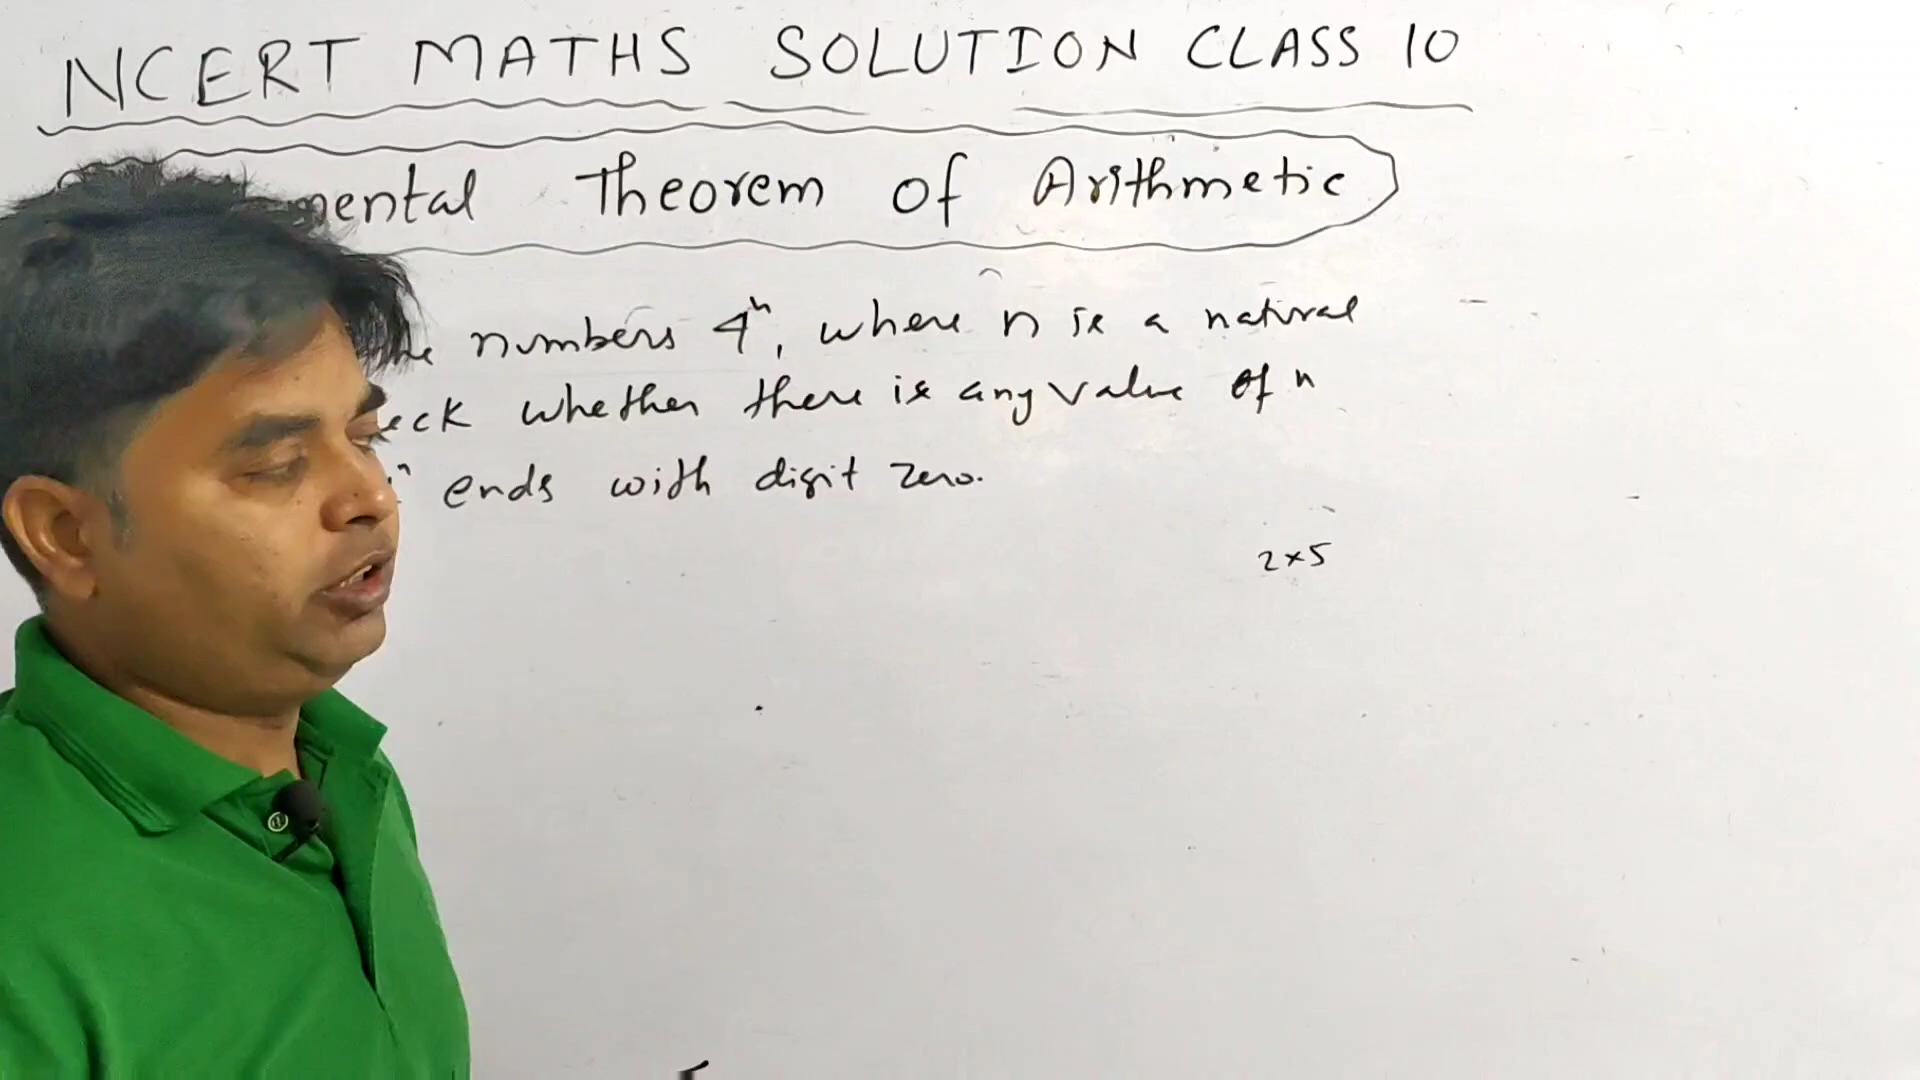 NCERT MATHS SOLUTION CLASS 10
mental Theorem of Arithmetic
numbers 4ⁿ, where n is a natural
eck whether there is any value of n
ⁿ ends with digit zero.
2×5